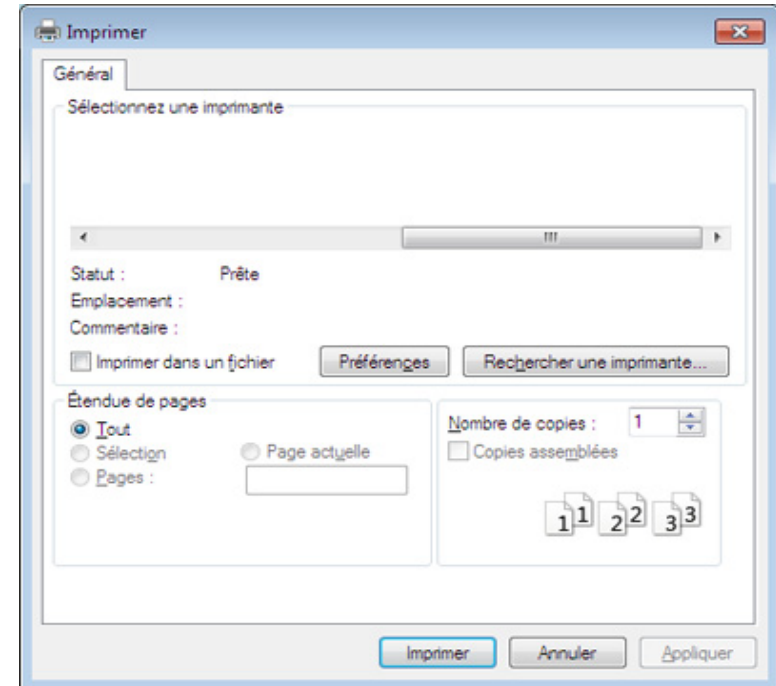 Imprimer
Général
Sélectionnez une imprimante
Statut : Prête
Emplacement :
Commentaire :
Imprimer dans un fichier Préférences Rechercher une imprimante...
Étendue de pages
Tout
Sélection Page actuelle
Pages :
Nombre de copies : 1
Copies assemblées
1 1 2 2 3 3
Imprimer Annuler Appliquer